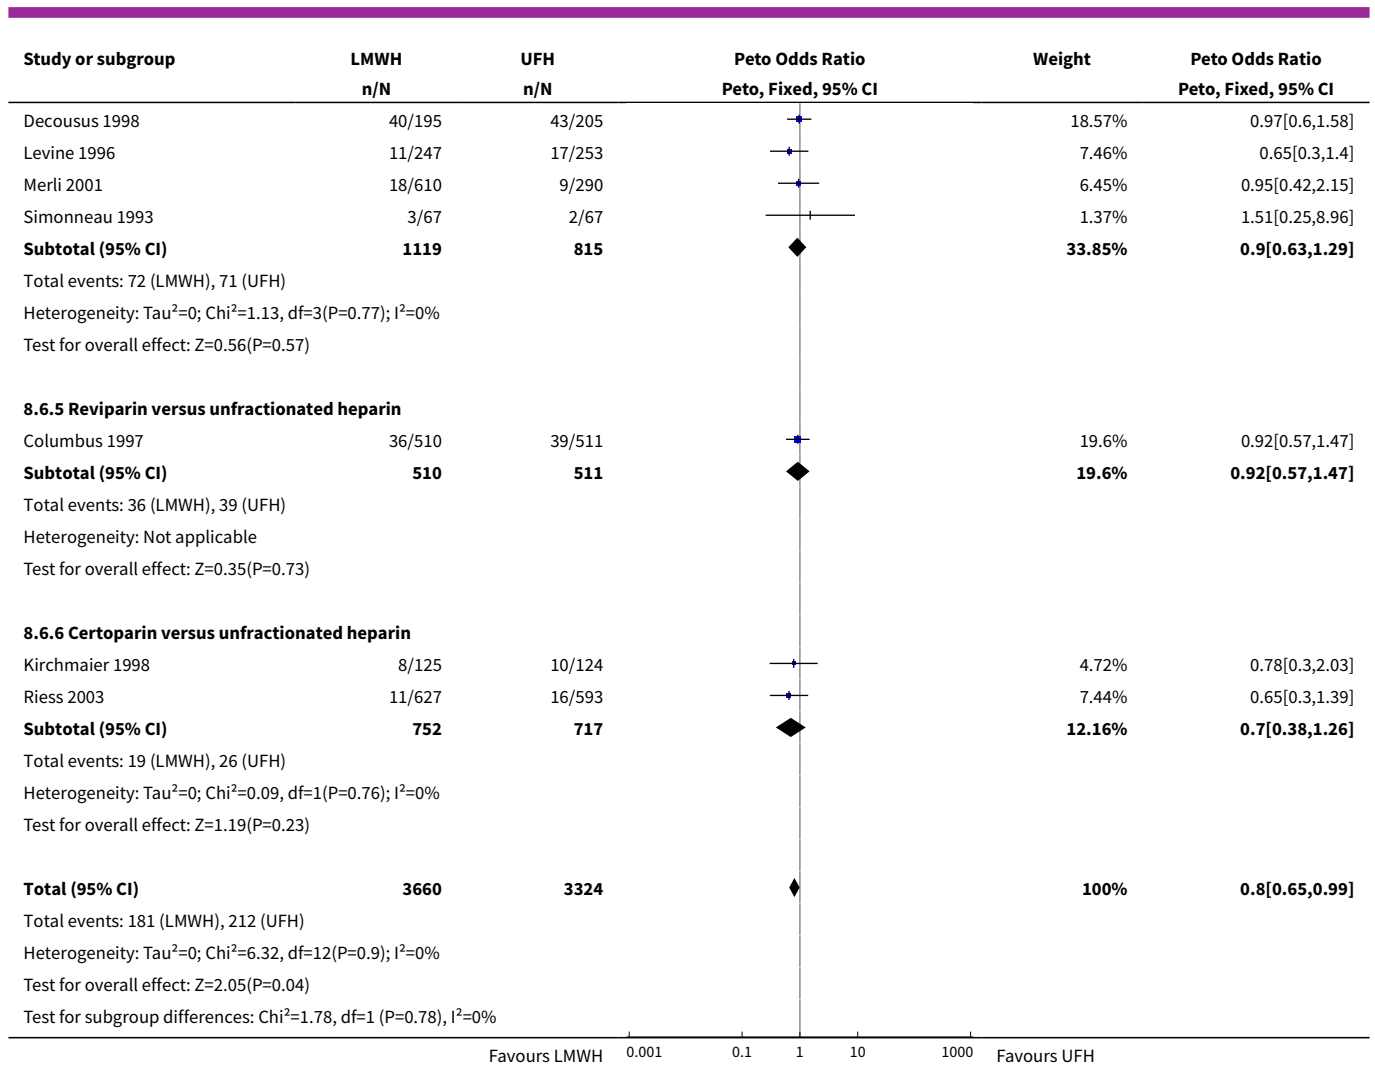 Study or subgroup LMWH UFH Peto Odds Ratio Weight Peto Odds Ratio
n/N n/N Peto, Fixed, 95% CI Peto, Fixed, 95% CI
Decousus 1998 40/195 43/205 18.57% 0.97[0.6,1.58]
Levine 1996 11/247 17/253 7.46% 0.65[0.3,1.4]
Merli 2001 18/610 9/290 6.45% 0.95[0.42,2.15]
Simonneau 1993 3/67 2/67 1.37% 1.51[0.25,8.96]
Subtotal (95% CI) 1119 815 33.85% 0.9[0.63,1.29]
Total events: 72 (LMWH), 71 (UFH)
Heterogeneity: Tau²=0; Chi²=1.13, df=3(P=0.77); I²=0%
Test for overall effect: Z=0.56(P=0.57)
8.6.5 Reviparin versus unfractionated heparin
Columbus 1997 36/510 39/511 19.6% 0.92[0.57,1.47]
Subtotal (95% CI) 510 511 19.6% 0.92[0.57,1.47]
Total events: 36 (LMWH), 39 (UFH)
Heterogeneity: Not applicable
Test for overall effect: Z=0.35(P=0.73)
8.6.6 Certoparin versus unfractionated heparin
Kirchmaier 1998 8/125 10/124 4.72% 0.78[0.3,2.03]
Riess 2003 11/627 16/593 7.44% 0.65[0.3,1.39]
Subtotal (95% CI) 752 717 12.16% 0.7[0.38,1.26]
Total events: 19 (LMWH), 26 (UFH)
Heterogeneity: Tau²=0; Chi²=0.09, df=1(P=0.76); I²=0%
Test for overall effect: Z=1.19(P=0.23)
Total (95% CI) 3660 3324 100% 0.8[0.65,0.99]
Total events: 181 (LMWH), 212 (UFH)
Heterogeneity: Tau²=0; Chi²=6.32, df=12(P=0.9); I²=0%
Test for overall effect: Z=2.05(P=0.04)
Test for subgroup differences: Chi²=1.78, df=1 (P=0.78), I²=0%
Favours LMWH 0.001 0.1 1 10 1000 Favours UFH